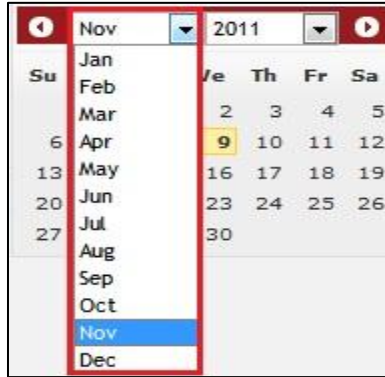 Nov 2011
Jan
Su /e Th Fr Sa
Feb
Mar 2 3 4 5
6 Apr 9 10 11 12
13 May 16 17 18 19
20 Jun 23 24 25 26
27 Jul 30
Aug
Sep
Oct
Nov
Dec